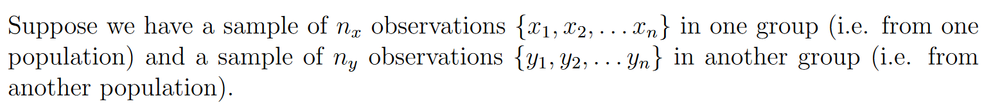 Suppose we have a sample of $n_x$ observations $\{x_1, x_2, \ldots x_n\}$ in one group (i.e. from one
population) and a sample of $n_y$ observations $\{y_1, y_2, \ldots y_n\}$ in another group (i.e. from
another population).